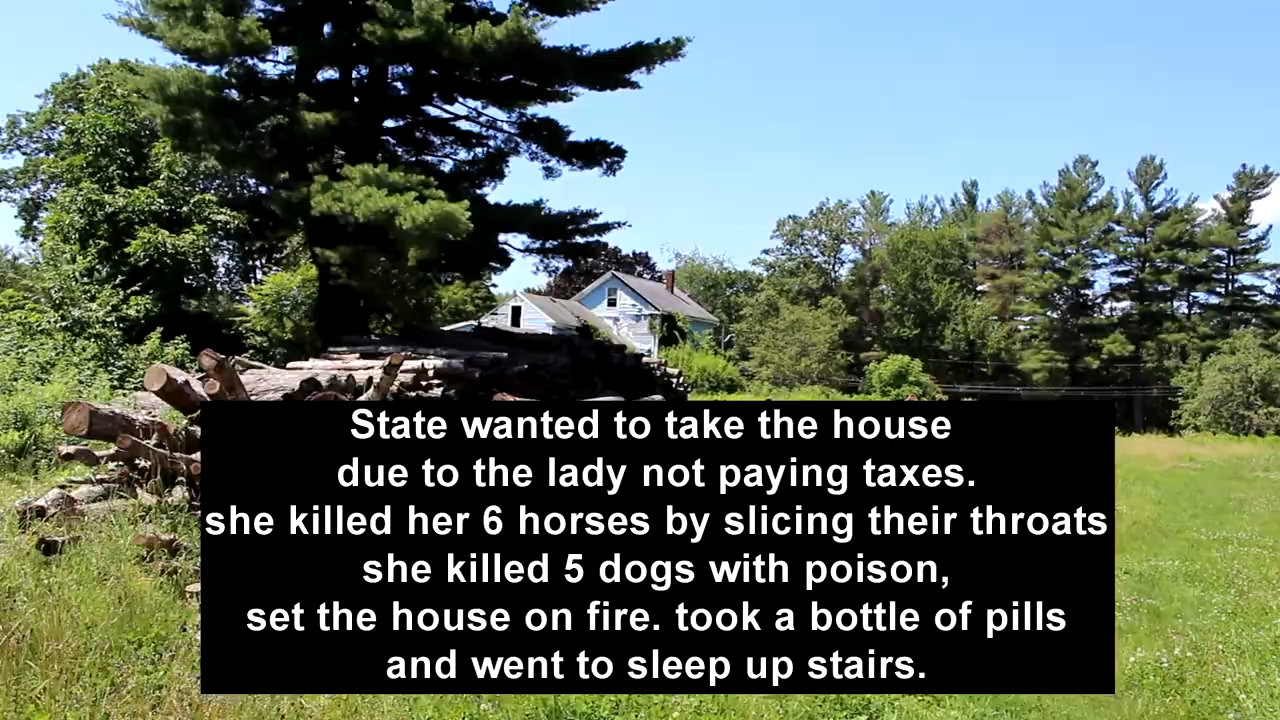 State wanted to take the house
due to the lady not paying taxes.
she killed her 6 horses by slicing their throats
she killed 5 dogs with poison,
set the house on fire. took a bottle of pills
and went to sleep up stairs.